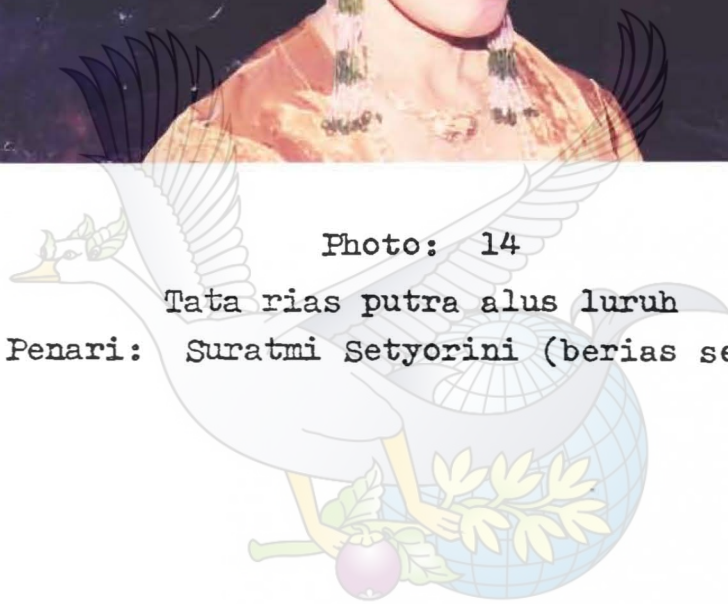 Photo: 14
Tata rias putra alus luruh
Penari: Suratmi Setyorini (berias se